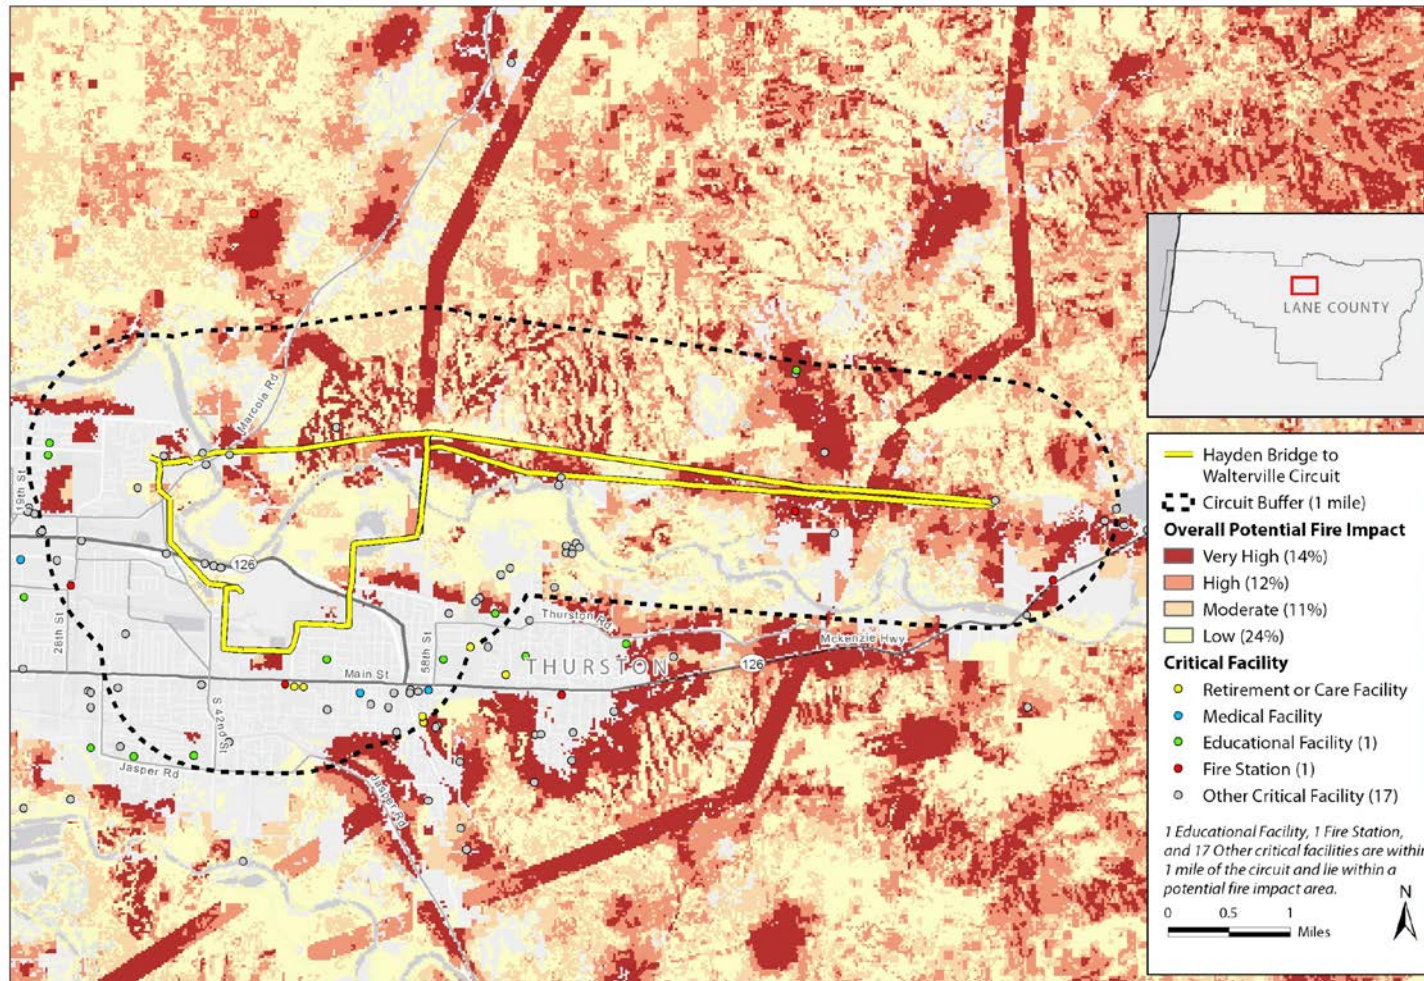 Marcola Rd
19th St
126
28th St
58th St
Thurston Rd
THURSTON
Mckenzie Hwy
126
Main St
S 42nd St
Jasper Rd
Jasper Rd
LANE COUNTY
Hayden Bridge to
Walterville Circuit
Circuit Buffer (1 mile)
Overall Potential Fire Impact
Very High (14%)
High (12%)
Moderate (11%)
Low (24%)
Critical Facility
Retirement or Care Facility
Medical Facility
Educational Facility (1)
Fire Station (1)
Other Critical Facility (17)
1 Educational Facility, 1 Fire Station,
and 17 Other critical facilities are within
1 mile of the circuit and lie within a
potential fire impact area.
N
0 0.5 1
Miles